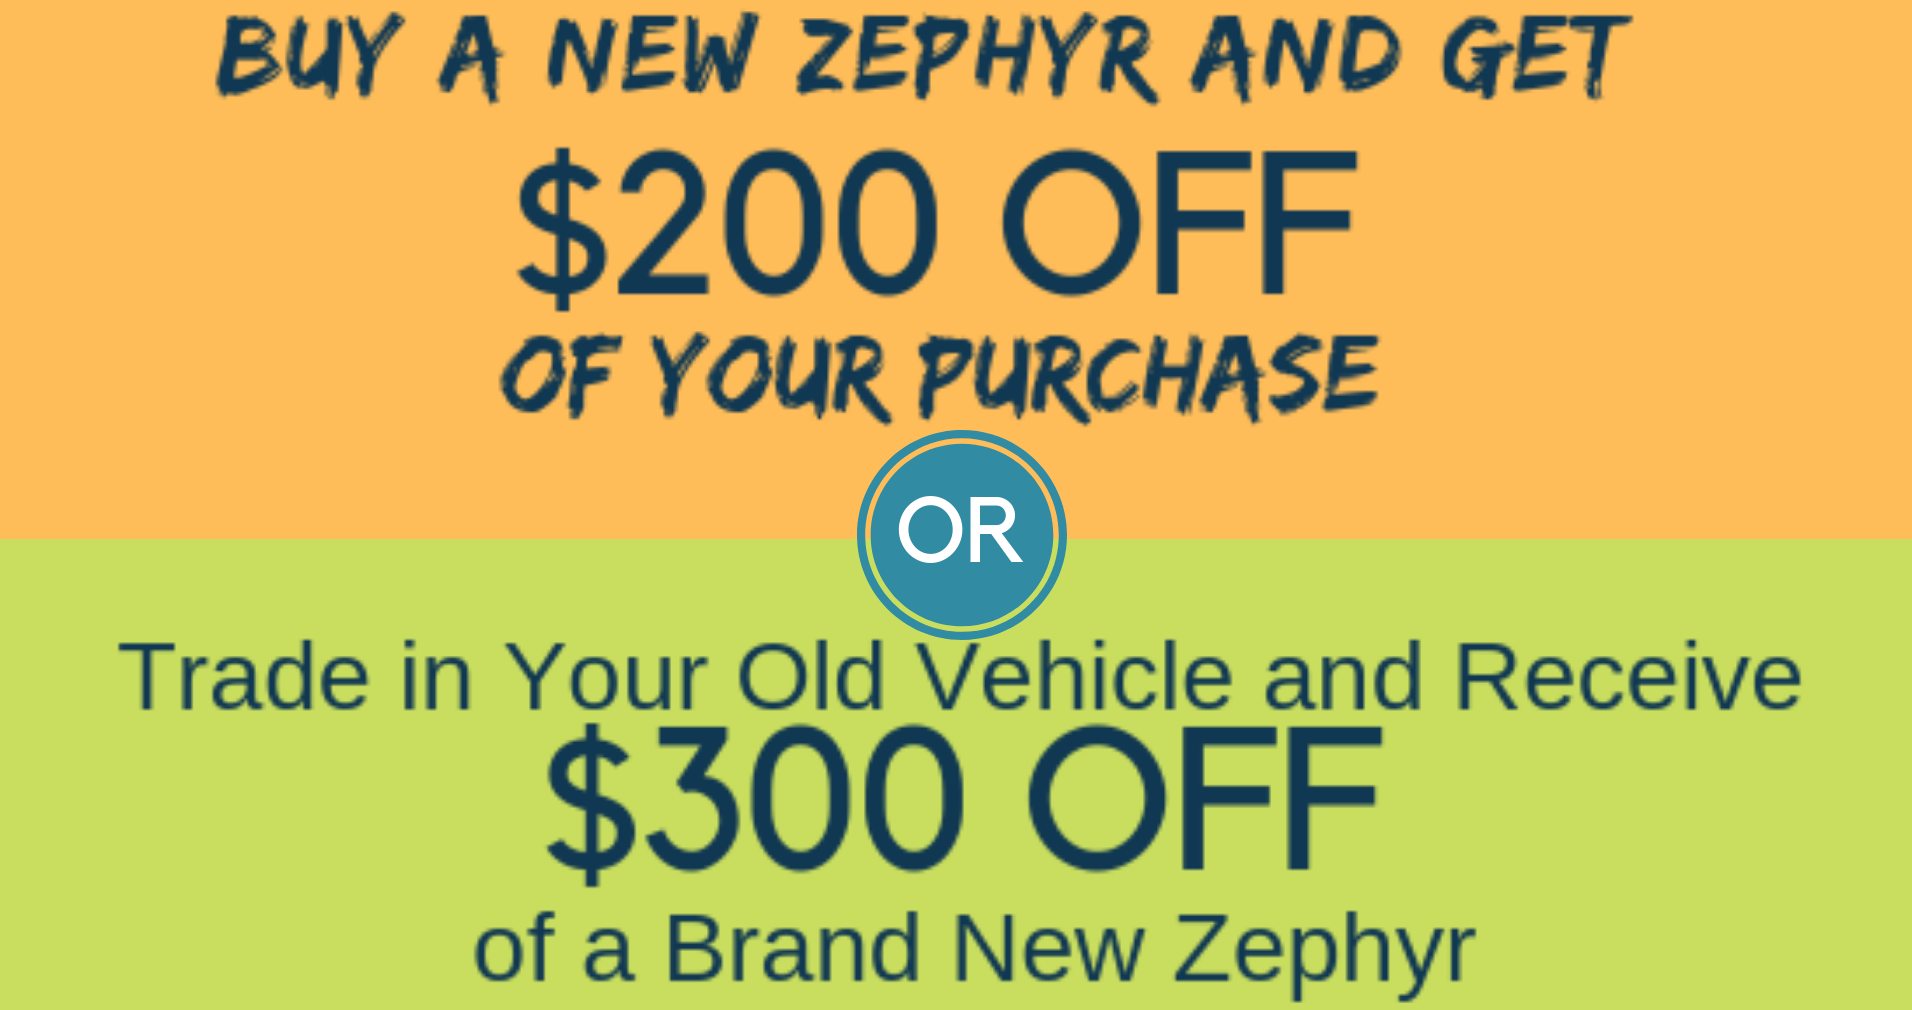 BUY A NEW ZEPHYR AND GET
$200 OFF
OF YOUR PURCHASE
OR
Trade in Your Old Vehicle and Receive
$300 OFF
of a Brand New Zephyr